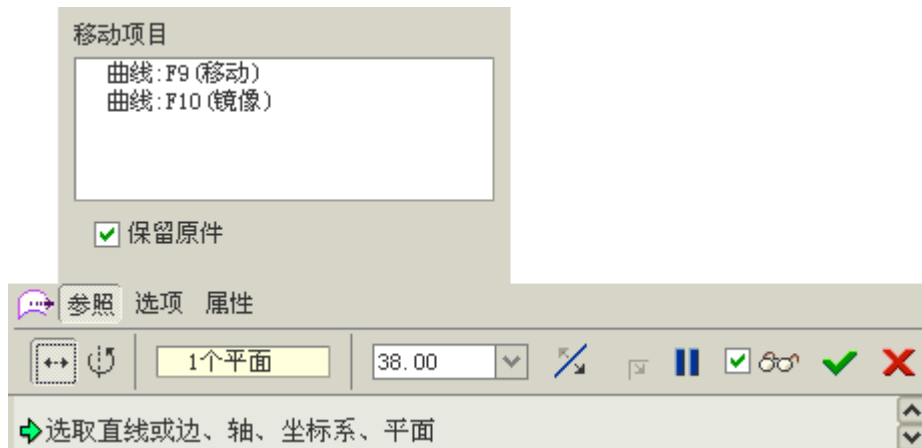 移动项目
曲线:F9(移动)
曲线:F10(镜像)
保留原件
参照 选项 属性
1个平面 38.00
选取直线或边、轴、坐标系、平面